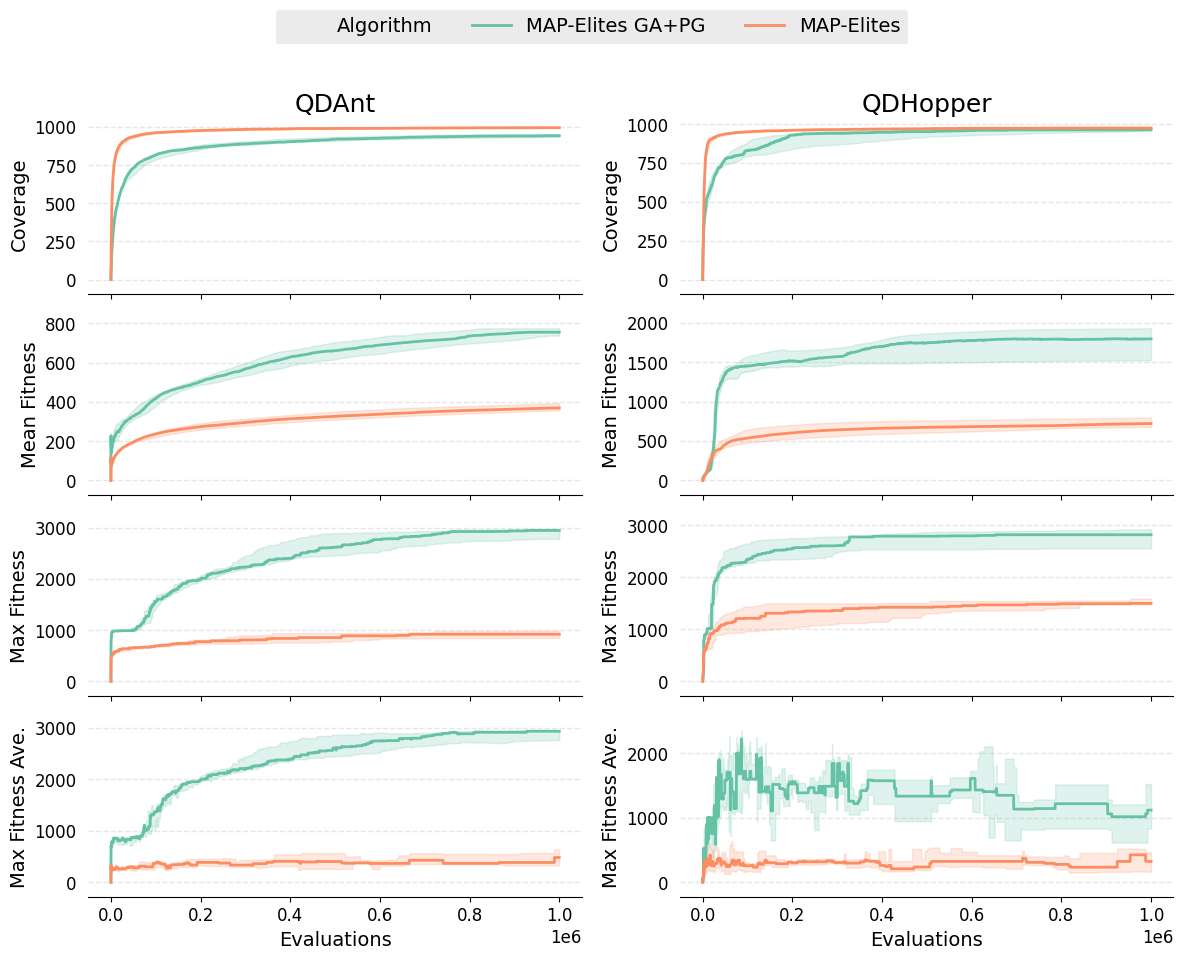 Algorithm MAP-Elites GA+PG MAP-Elites
QDAnt
1000
750
500
250
0
Coverage
QDHopper
1000
750
500
250
0
Coverage
800
600
400
200
0
Mean Fitness
2000
1500
1000
500
0
Mean Fitness
3000
2000
1000
0
Max Fitness
3000
2000
1000
0
Max Fitness
3000
2000
1000
0
Max Fitness Ave.
0.0 0.2 0.4 0.6 0.8 1.0
1e6
Evaluations
2000
1000
0
Max Fitness Ave.
0.0 0.2 0.4 0.6 0.8 1.0
1e6
Evaluations